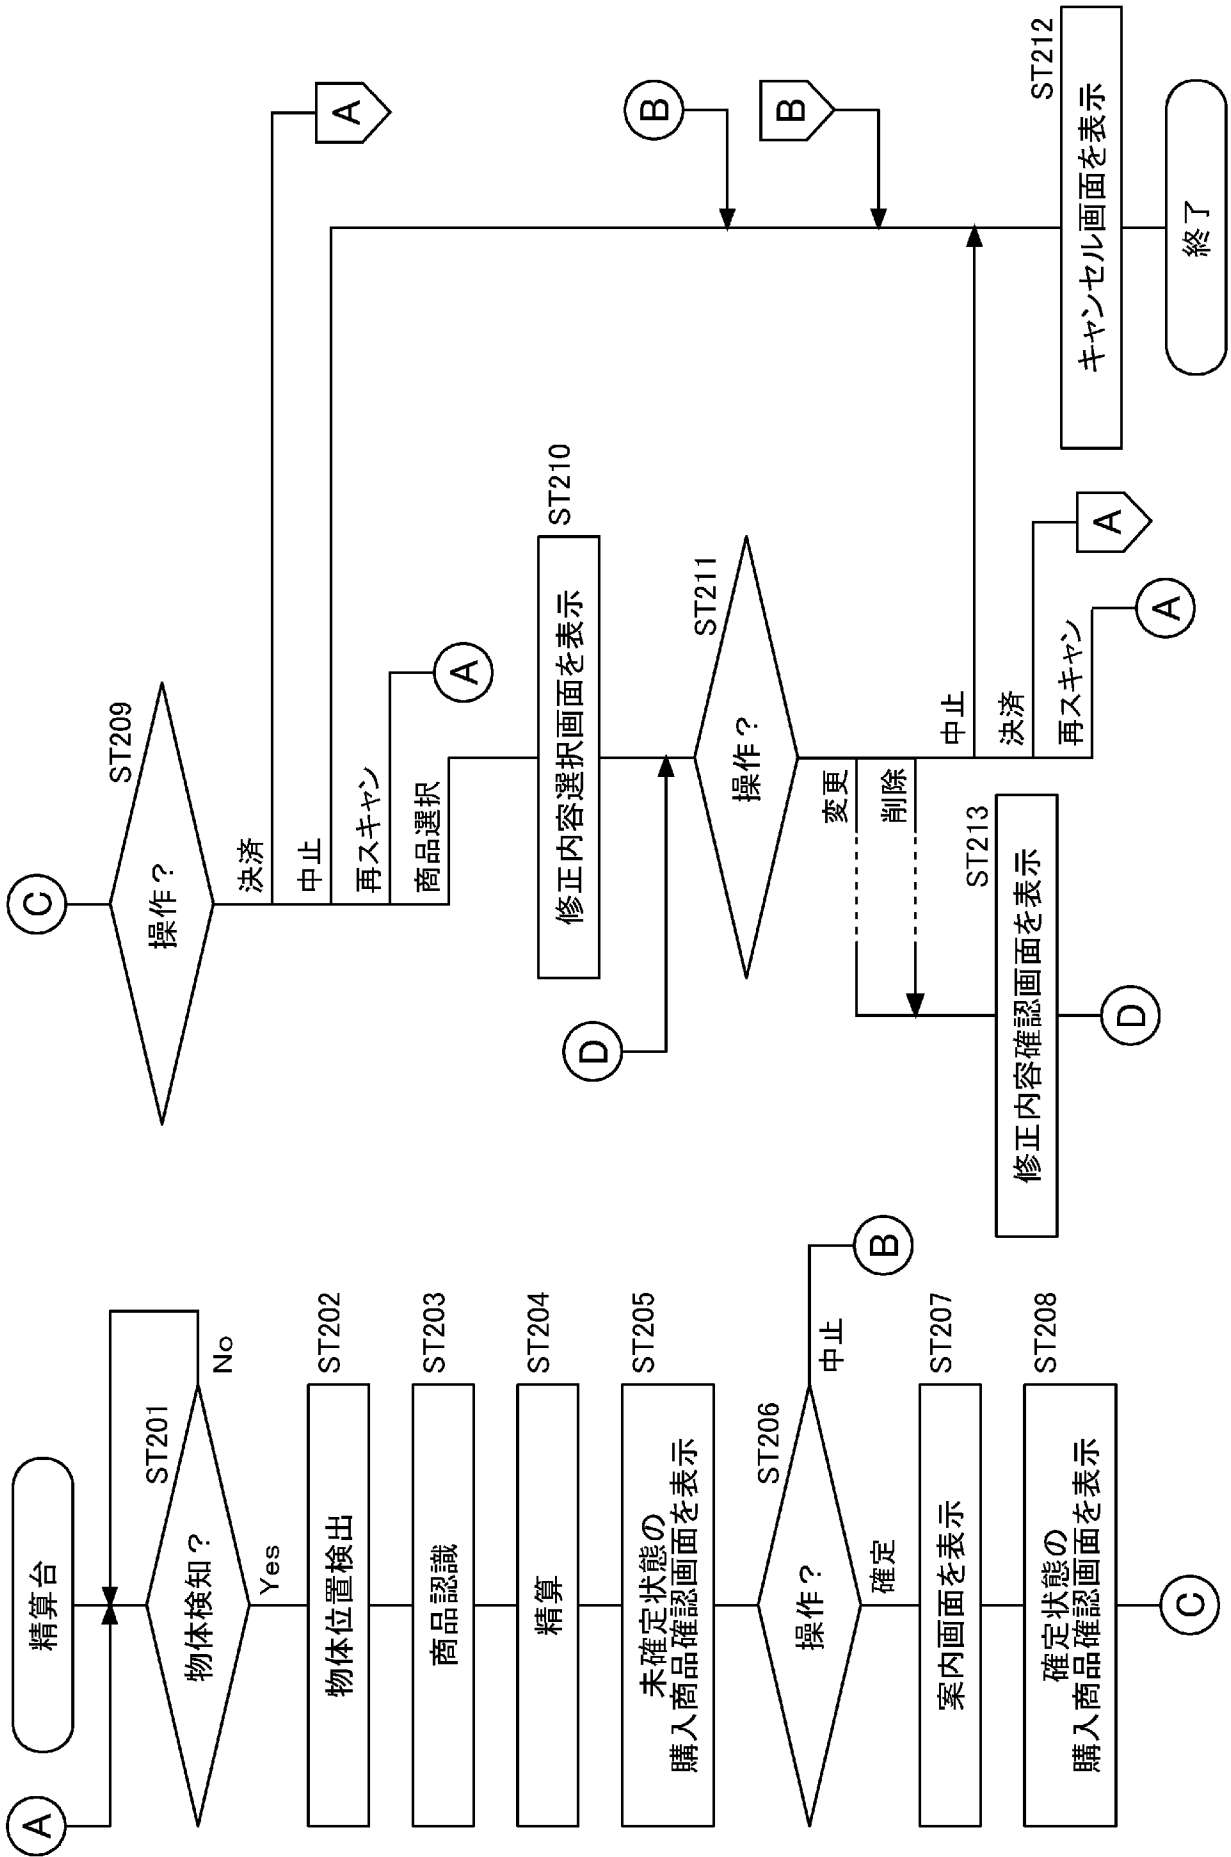 A
精算台
ST201
物体検知？
No
Yes
ST202
物体位置検出
ST203
商品認識
ST204
精算
ST205
未確定状態の
購入商品確認画面を表示
ST206
操作？
中止
B
確定
ST207
案内画面を表示
ST208
確定状態の
購入商品確認画面を表示
C
C
ST209
操作？
決済
A
中止
再スキャン
A
商品選択
ST210
修正内容選択画面を表示
D
ST211
操作？
変更
削除
ST213
修正内容確認画面を表示
D
中止
決済
A
再スキャン
A
B
B
ST212
キャンセル画面を表示
終了